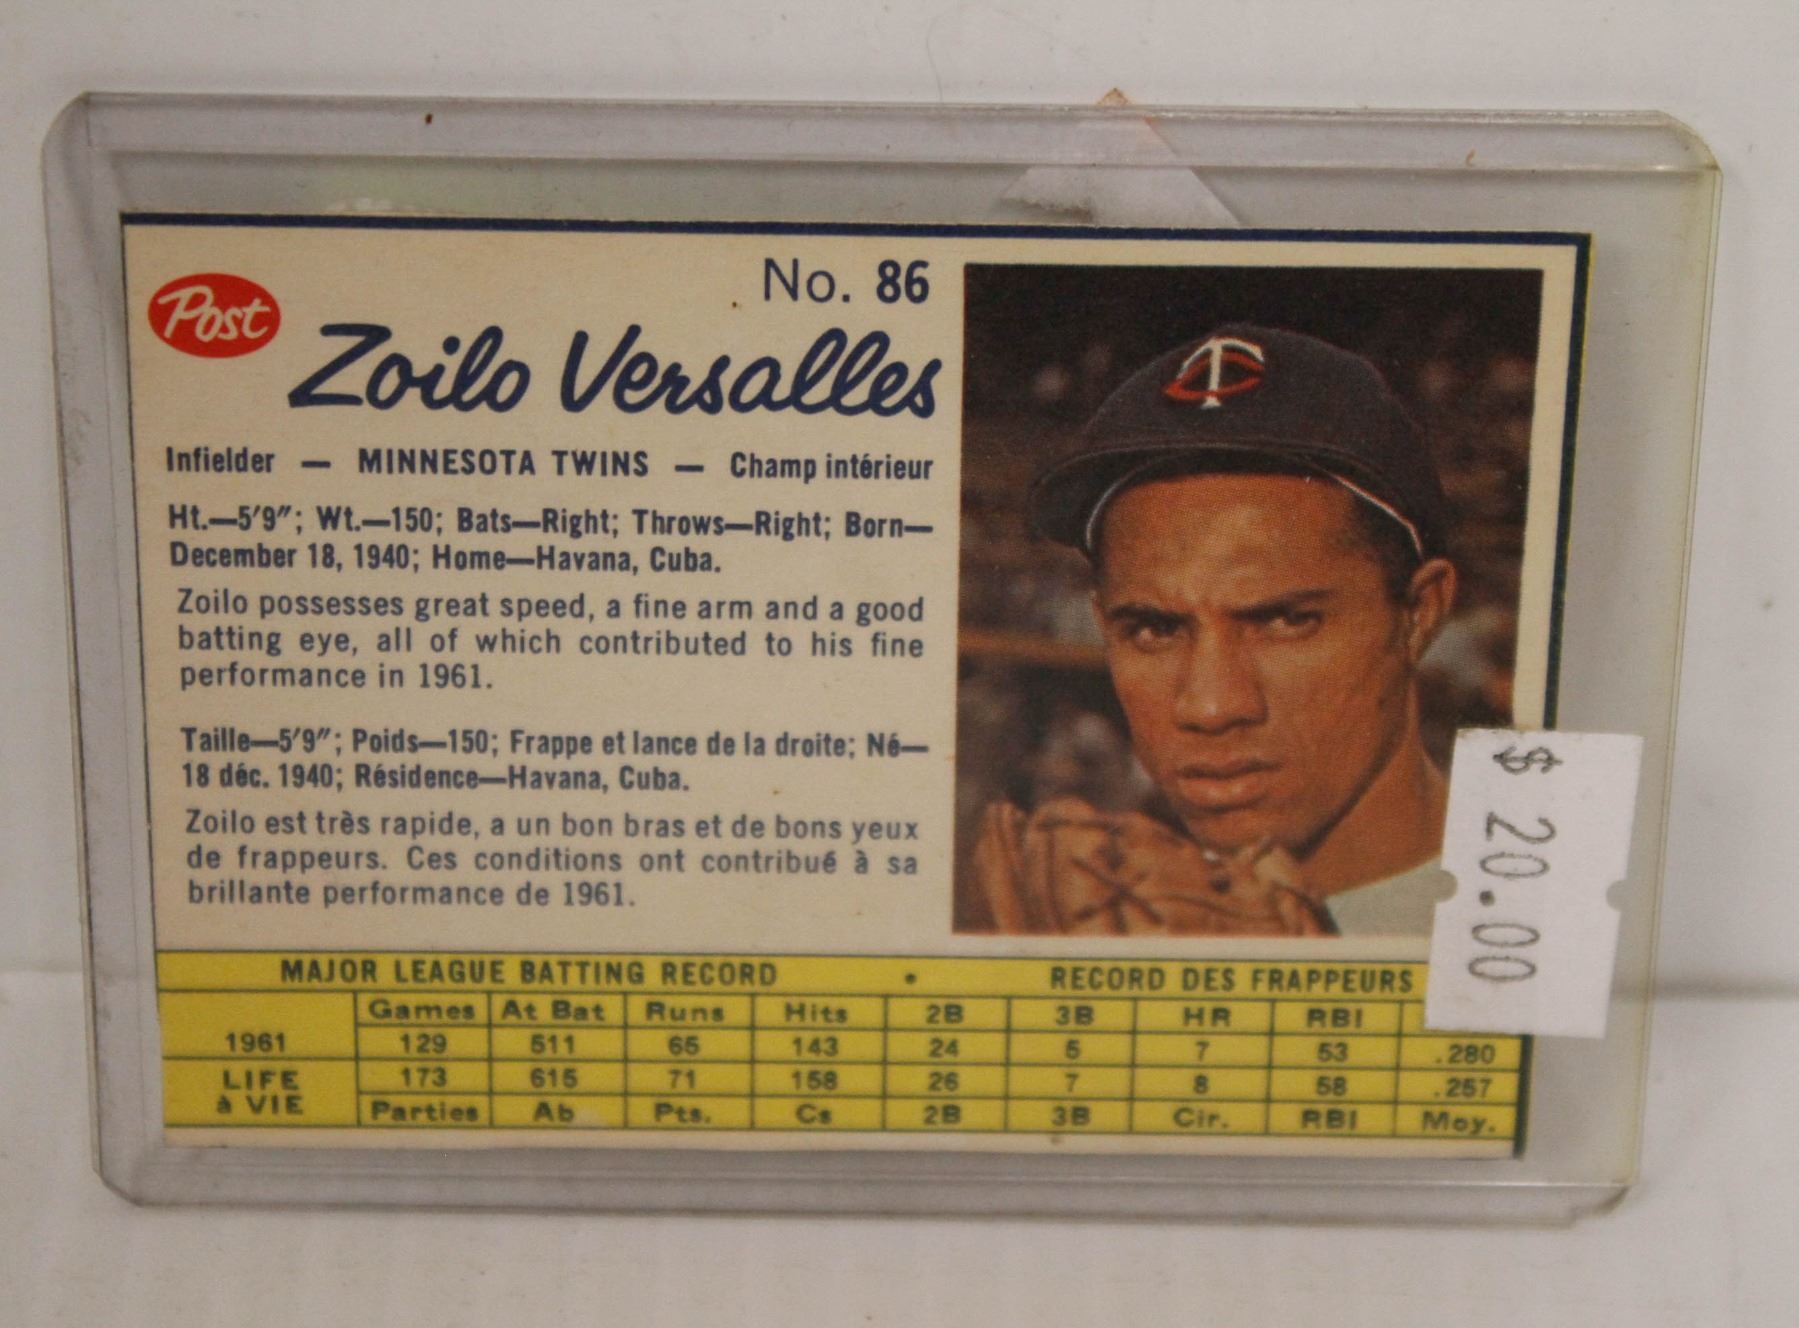 Post
No. 86
Zoilo Versalles
Infielder — MINNESOTA TWINS — Champ intérieur
Ht.—5'9"; Wt.—150; Bats—Right; Throws—Right; Born—
December 18, 1940; Home—Havana, Cuba.
Zoilo possesses great speed, a fine arm and a good
batting eye, all of which contributed to his fine
performance in 1961.
Taille—5'9"; Poids—150; Frappe et lance de la droite; Né—
18 déc. 1940; Résidence—Havana, Cuba.
Zoilo est très rapide, a un bon bras et de bons yeux
de frappeurs. Ces conditions ont contribué à sa
brillante performance de 1961.
TC
$ 20.00
MAJOR LEAGUE BATTING RECORD • RECORD DES FRAPPEURS
Games At Bat Runs Hits 2B 3B HR RBI
1961 129 511 65 143 24 5 7 53 .280
LIFE 173 615 71 158 26 7 8 58 .257
à VIE Parties Ab Pts. Cs 2B 3B Cir. RBI Moy.